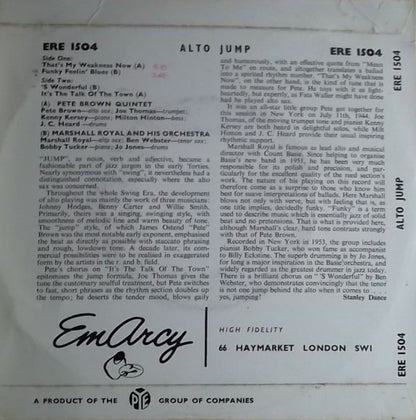 ERE 1504
ALTO JUMP
ERE 1504
Side One:
That's My Weakness Now (A)
Funky Feelin' Blues (B)
Side Two:
'S Wonderful (B)
It's The Talk Of The Town (A)
(A) PETE BROWN QUINTET
Pete Brown—alto sax; Joe Thomas—trumpet;
Kenny Kersey—piano; Milton Hinton—bass;
J. C. Heard—drums
(B) MARSHALL ROYAL AND HIS ORCHESTRA
Marshall Royal—alto sax; Ben Webster—tenor sax;
Bobby Tucker—piano; Jo Jones—drums;
"JUMP", as noun, verb and adjective, became a
fashionable part of jazz jargon in the early Forties.
Nearly synonymous with "swing", it nevertheless had a
distinguishing connotation, especially where the alto
sax was concerned.
Throughout the whole Swing Era, the development
of alto playing was mainly the work of three musicians:
Johnny Hodges, Benny Carter and Willie Smith.
Primarily, theirs was a singing, swinging style, with
smoothness of melodic line and warm beauty of tone.
The "jump" style, of which James Ostend "Pete"
Brown was the most notable early exponent, emphasised
the beat as directly as possible with staccato phrasing
and rough, lowdown tone. A decade later, its com-
mercial possibilities were to be realised in exaggerated
form by the artists in the r. and b. field.
Pete's chorus on "It's The Talk Of The Town"
epitomises the jump formula. Joe Thomas gives the
tune the customary soulful treatment, but Pete switches
to fast, short phrases as the rhythm section doubles up
the tempo; he deserts the tender mood, blows gaily
and humorously, with an effective quote from "Mean
To Me" en route, and altogether translates a ballad
into a spirited rhythm number. "That's My Weakness
Now", on the other hand, is the kind of tune that is
made to measure for Pete. He toys with it as light-
heartedly, but expertly, as Fats Waller might have done
had he played alto sax.
It was an all-star little group Pete got together for
this session in New York on July 11th, 1944. Joe
Thomas, of the moving trumpet tone, and pianist Kenny
Kersey are both heard in delightful solos, while Milt
Hinton and J. C. Heard provide their usual inspiring
rhythmic support.
Marshall Royal is famous as lead alto and musical
director with Count Basie. Since helping to organise
Basie's new band in 1951, he has been very much
responsible for its polish and precision, and par-
ticularly for the excellent quality of the reed section's
work. The nature of his playing on this record will
therefore come as a surprise to those who know him
best for suave interpretations of ballads. Here Marshall
blows not only with verve, but with feeling that is, as
one title implies, decidedly funky. "Funky" is a term
used to describe music which is essentially jazz of solid
beat and no pretensions. That is what is provided here,
although Marshall's clear, hard tone contrasts strongly
with that of Pete Brown.
Recorded in New York in 1953, the group includes
pianist Bobby Tucker, who won fame as accompanist
to Billy Eckstine. The superb drumming is by Jo Jones,
for long a major inspiration in the Basie orchestra, and
widely regarded as the greatest drummer in jazz today.
There is a brilliant chorus on "'S Wonderful" by Ben
Webster, who demonstrates convincingly that the tenor
is not one jump behind when it comes to . . . well,
yes, jumping!
Stanley Dance
EmArcy
HIGH FIDELITY
66 HAYMARKET LONDON SW1
A PRODUCT OF THE PYE GROUP OF COMPANIES
ERE 1504
ALTO JUMP
ERE 1504